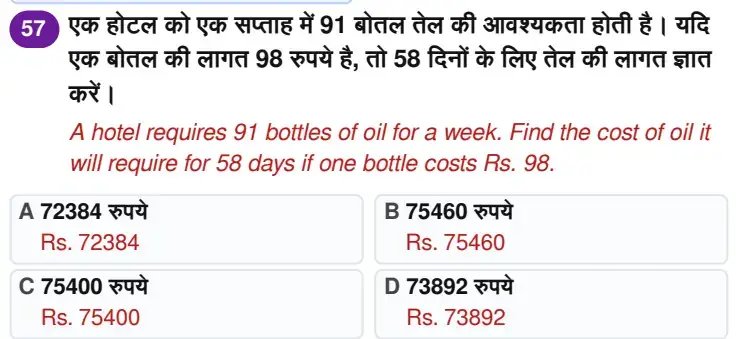 57 एक होटल को एक सप्ताह में 91 बोतल तेल की आवश्यकता होती है। यदि
एक बोतल की लागत 98 रुपये है, तो 58 दिनों के लिए तेल की लागत ज्ञात
करें।
A hotel requires 91 bottles of oil for a week. Find the cost of oil it
will require for 58 days if one bottle costs Rs. 98.
A 72384 रुपये
Rs. 72384
B 75460 रुपये
Rs. 75460
C 75400 रुपये
Rs. 75400
D 73892 रुपये
Rs. 73892